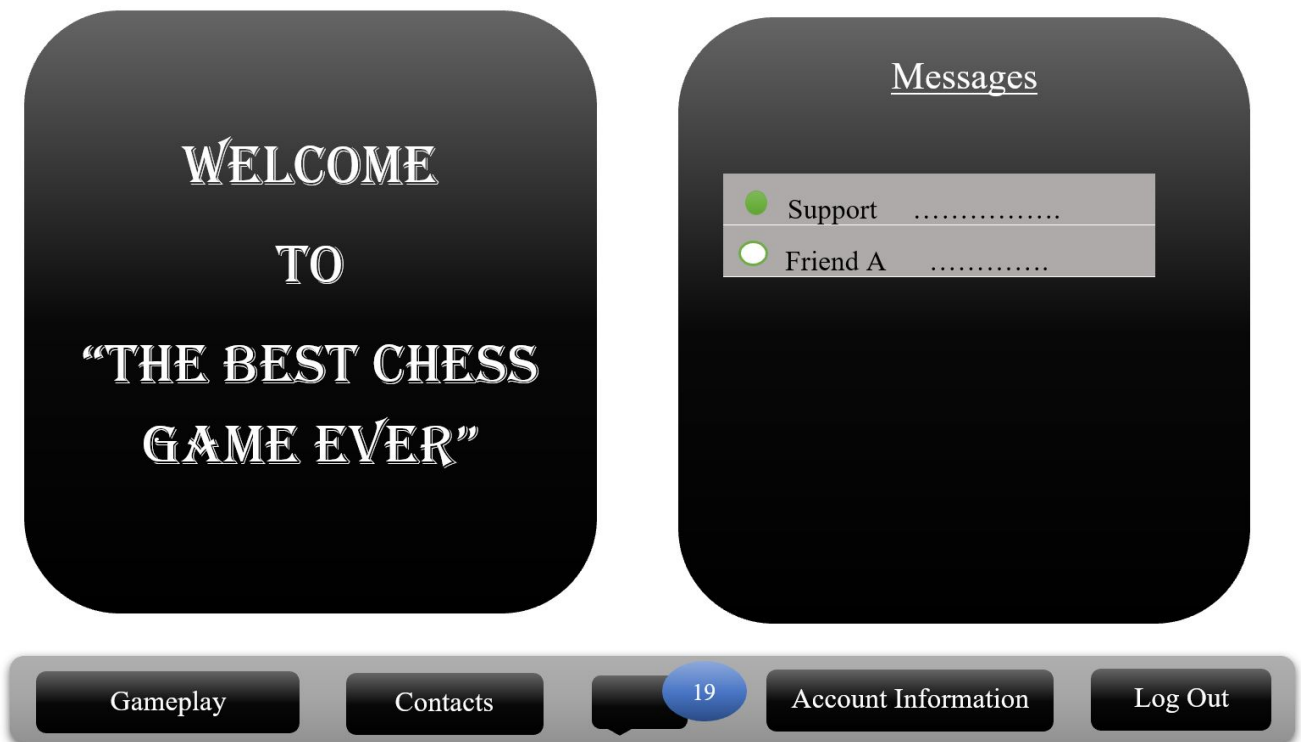 WELCOME
TO
“THE BEST CHESS
GAME EVER”
Messages
Support …………….
Friend A ………….
Gameplay
Contacts
19
Account Information
Log Out